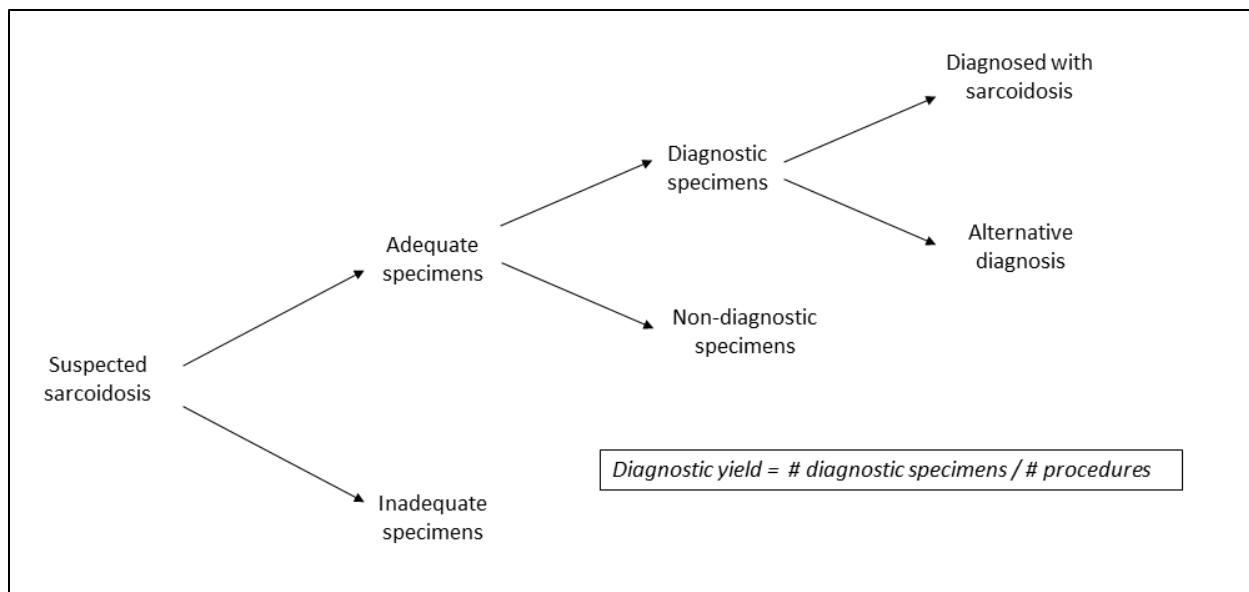 Diagnosed with
sarcoidosis
Diagnostic
specimens
Adequate
specimens
Alternative
diagnosis
Non-diagnostic
specimens
Suspected
sarcoidosis
Diagnostic yield = # diagnostic specimens / # procedures
Inadequate
specimens